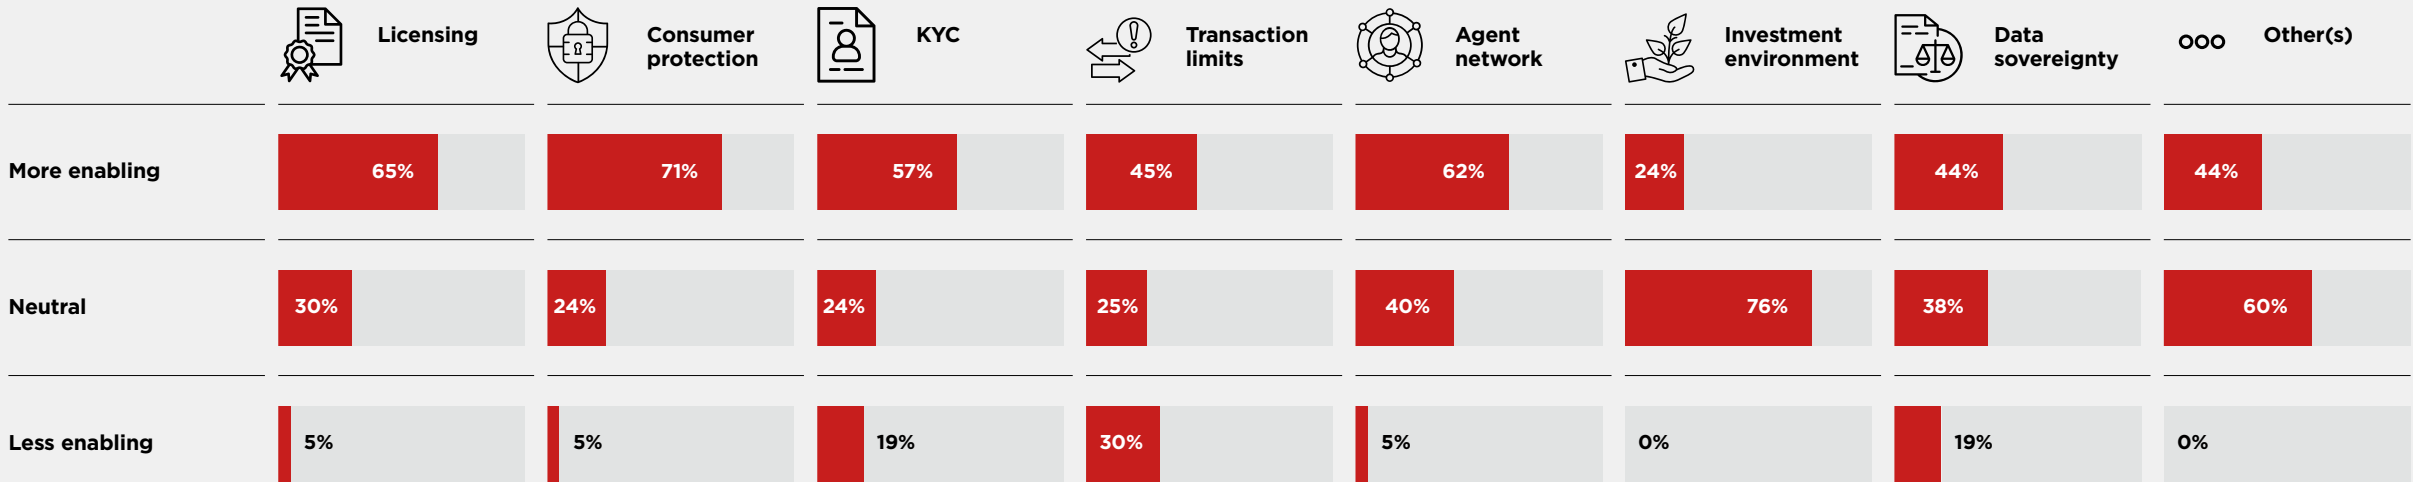 Licensing
Consumer
protection
KYC
Transaction
limits
Agent
network
Investment
environment
Data
sovereignty
Other(s)
More enabling
65%
71%
57%
45%
62%
24%
44%
44%
Neutral
30%
24%
24%
25%
40%
76%
38%
60%
Less enabling
5%
5%
19%
30%
5%
0%
19%
0%